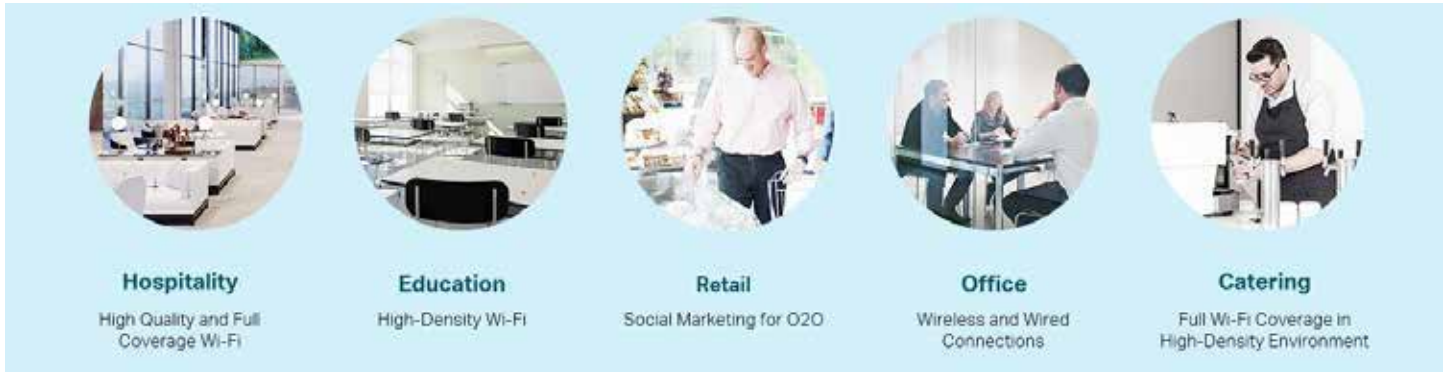 Hospitality
High Quality and Full
Coverage Wi-Fi
Education
High-Density Wi-Fi
Retail
Social Marketing for O2O
Office
Wireless and Wired
Connections
Catering
Full Wi-Fi Coverage in
High-Density Environment